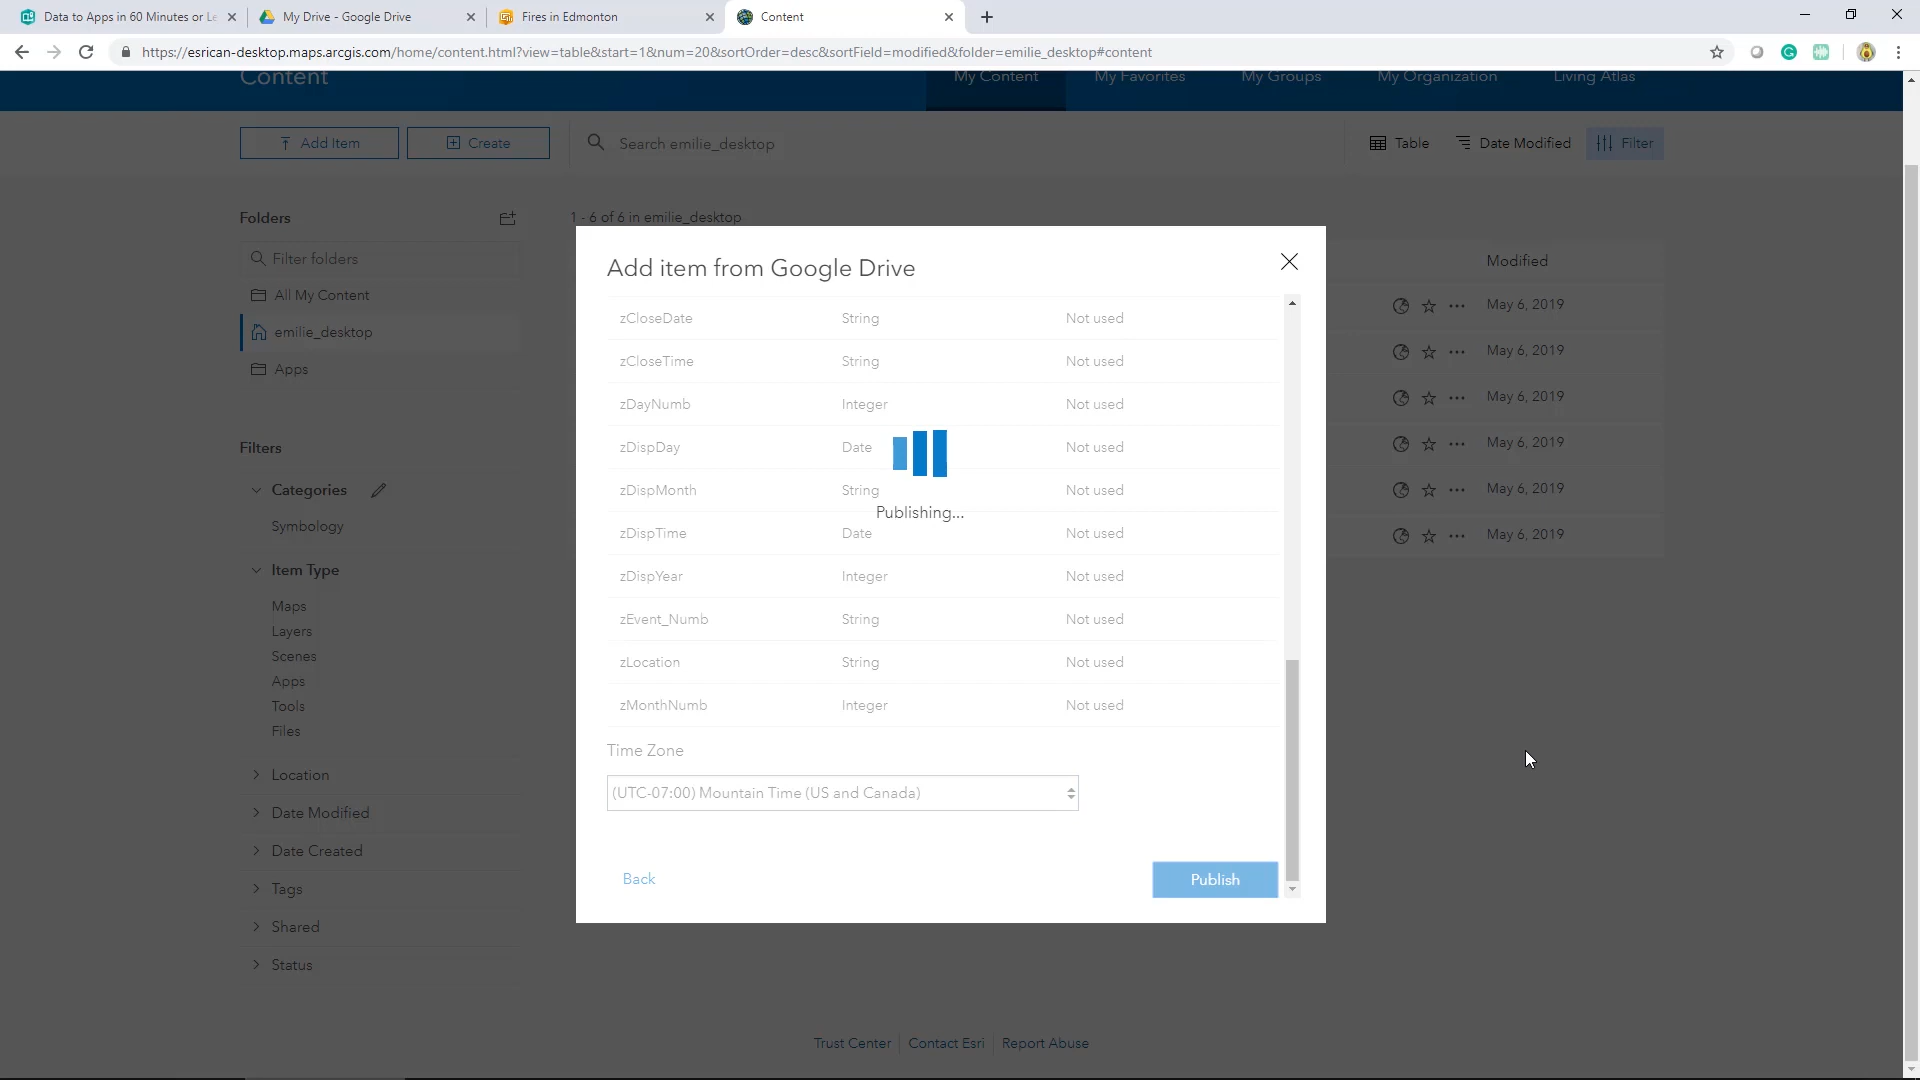 Data to Apps in 60 Minutes or Le
My Drive - Google Drive
Fires in Edmonton
Content
https://esrican-desktop.maps.arcgis.com/home/content.html?view=table&start=1&num=20&sortOrder=desc&sortField=modified&folder=emilie_desktop#content
Content
My Content
My Favorites
My Groups
My Organization
Living Atlas
Add Item
Create
Search emilie_desktop
Table
Date Modified
Filter
Folders
1 - 6 of 6 in emilie_desktop
Filter folders
All My Content
emilie_desktop
Apps
Filters
Categories
Symbology
Item Type
Maps
Layers
Scenes
Apps
Tools
Files
Location
Date Modified
Date Created
Tags
Shared
Status
Add item from Google Drive
zCloseDate String Not used
zCloseTime String Not used
zDayNumb Integer Not used
zDispDay Date Not used
zDispMonth String Not used
Publishing...
zDispTime Date Not used
zDispYear Integer Not used
zEvent_Numb String Not used
zLocation String Not used
zMonthNumb Integer Not used
Time Zone
(UTC-07:00) Mountain Time (US and Canada)
Back
Publish
Modified
May 6, 2019
May 6, 2019
May 6, 2019
May 6, 2019
May 6, 2019
May 6, 2019
Trust Center
Contact Esri
Report Abuse